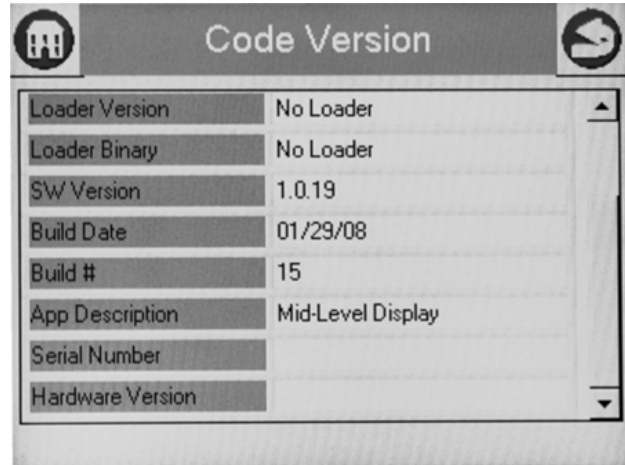 Code Version
Loader Version No Loader
Loader Binary No Loader
SW Version 1.0.19
Build Date 01/29/08
Build # 15
App Description Mid-Level Display
Serial Number
Hardware Version